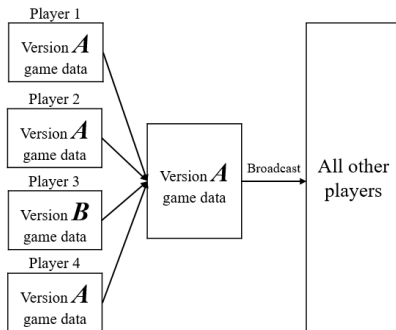 Player 1
Version A
game data
Player 2
Version A
game data
Player 3
Version B
game data
Player 4
Version A
game data
Version A
game data
Broadcast
All other
players